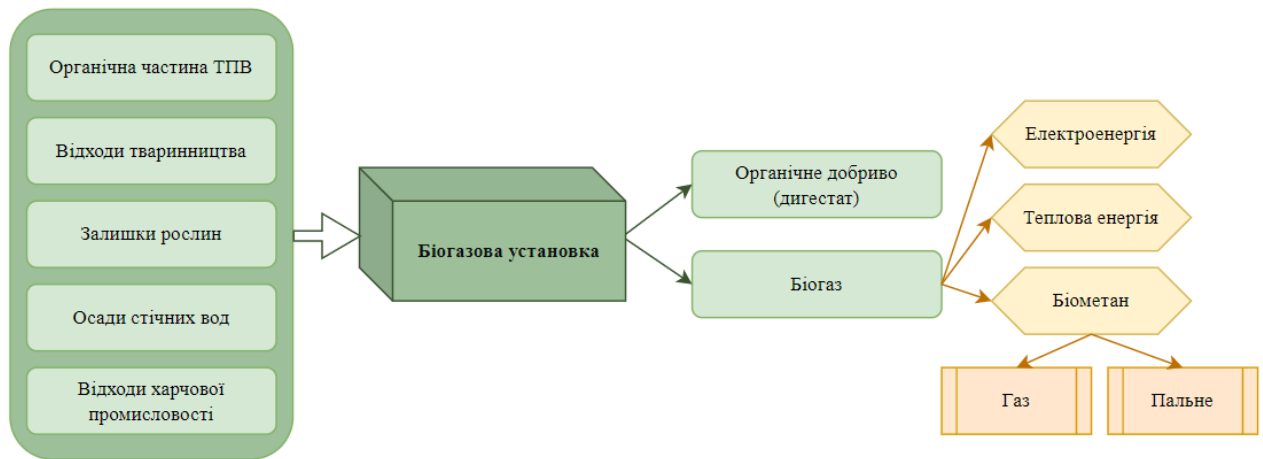 Органічна частина ТПВ
Відходи тваринництва
Залишки рослин
Осади стічних вод
Відходи харчової
промисловості
Біогазова установка
Органічне добриво
(дигестат)
Біогаз
Електроенергія
Теплова енергія
Біометан
Газ
Пальне